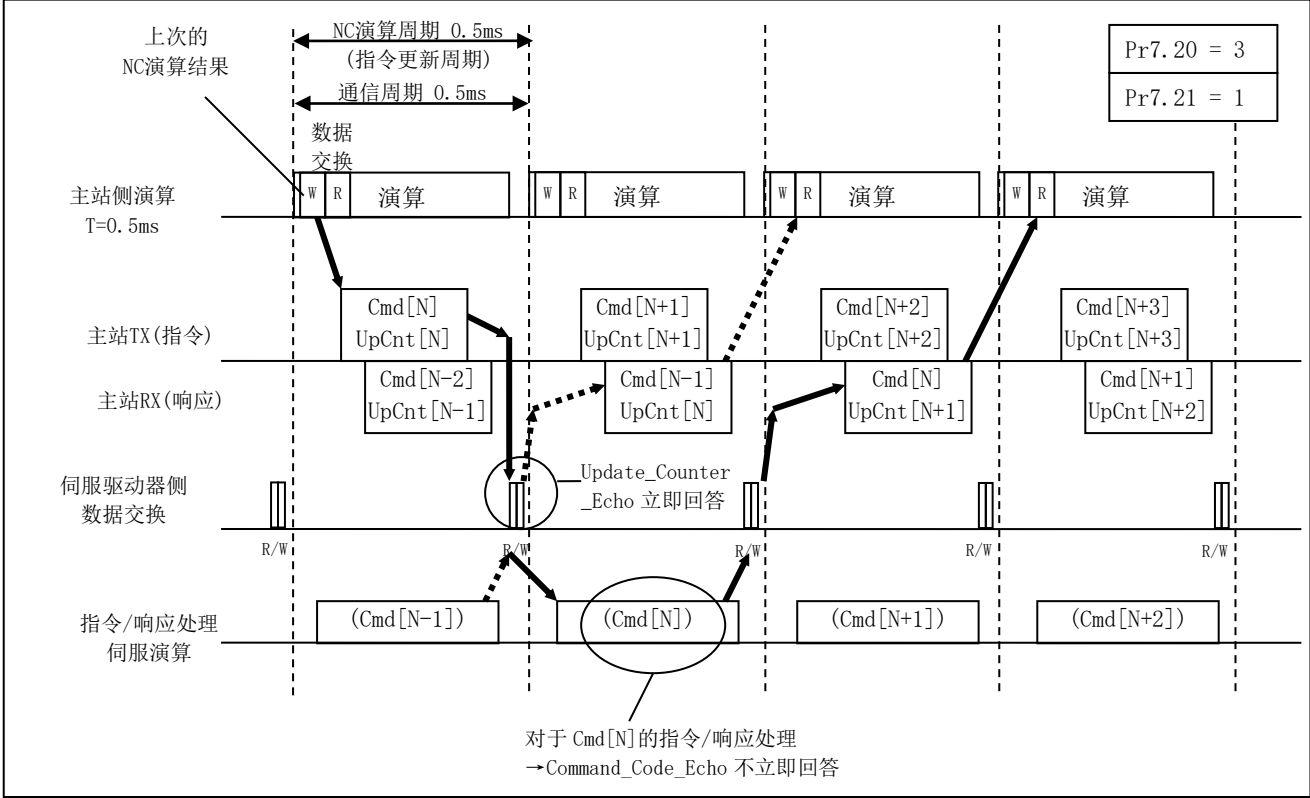 上次的
NC演算结果
NC演算周期 0.5ms
(指令更新周期)
通信周期 0.5ms
Pr7.20 = 3
Pr7.21 = 1
数据
交换
主站侧演算
T=0.5ms
W R 演算
W R 演算
W R 演算
W R 演算
主站TX(指令)
Cmd[N]
UpCnt[N]
Cmd[N+1]
UpCnt[N+1]
Cmd[N+2]
UpCnt[N+2]
Cmd[N+3]
UpCnt[N+3]
主站RX(响应)
Cmd[N-2]
UpCnt[N-1]
Cmd[N-1]
UpCnt[N]
Cmd[N]
UpCnt[N+1]
Cmd[N+1]
UpCnt[N+2]
伺服驱动器侧
数据交换
Update_Counter
_Echo 立即回答
R/W R/W R/W R/W R/W
指令/响应处理
伺服演算
(Cmd[N-1]) (Cmd[N]) (Cmd[N+1]) (Cmd[N+2])
对于 Cmd[N]的指令/响应处理
→Command_Code_Echo 不立即回答